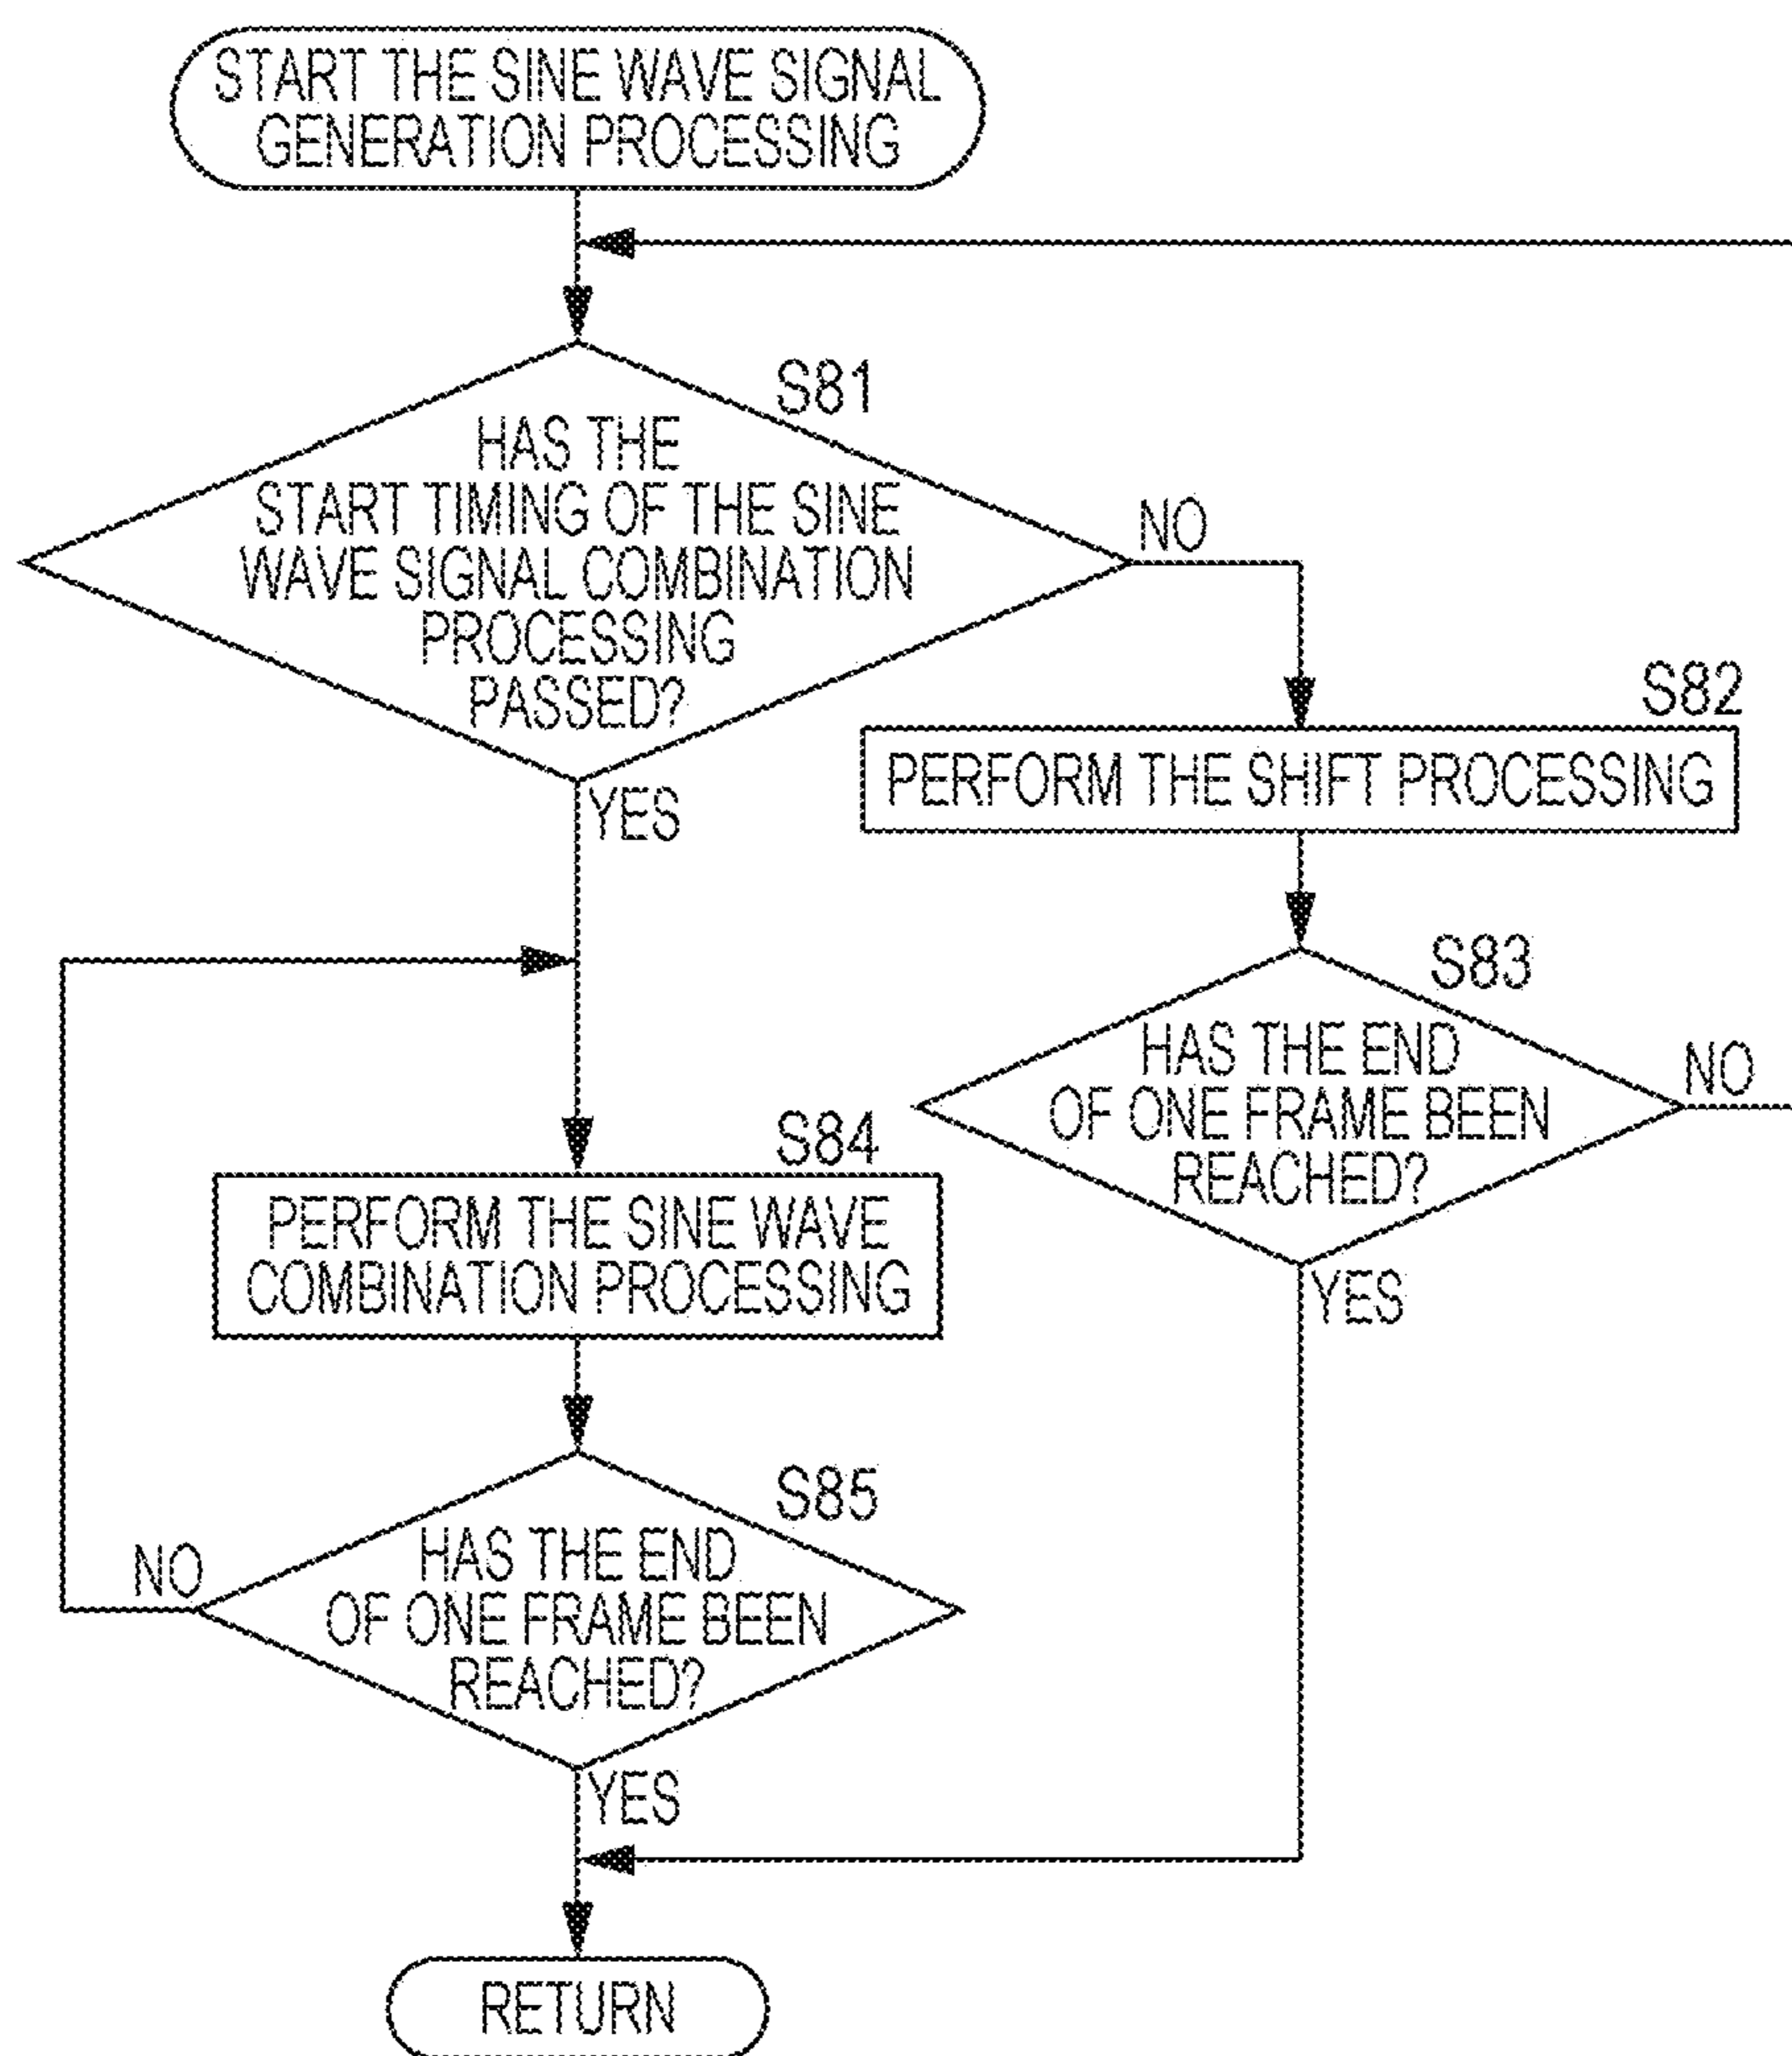 START THE SINE WAVE SIGNAL
GENERATION PROCESSING
S81
HAS THE
START TIMING OF THE SINE
WAVE SIGNAL COMBINATION
PROCESSING
PASSED?
NO
YES
S82
PERFORM THE SHIFT PROCESSING
S83
HAS THE END
OF ONE FRAME BEEN
REACHED?
NO
YES
S84
PERFORM THE SINE WAVE
COMBINATION PROCESSING
S85
HAS THE END
OF ONE FRAME BEEN
REACHED?
NO
YES
RETURN